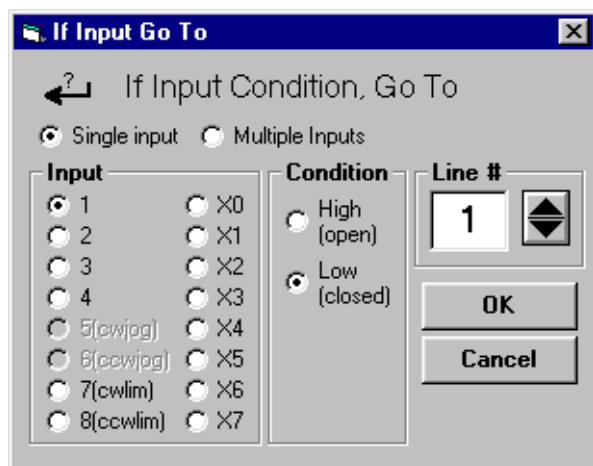 If Input Go To
? If Input Condition, Go To
Single input Multiple Inputs
Input
1 X0
2 X1
3 X2
4 X3
5(cwjog) X4
6(ccwjog) X5
7(cwlim) X6
8(ccwlim) X7
Condition
High
(open)
Low
(closed)
Line #
1
OK
Cancel